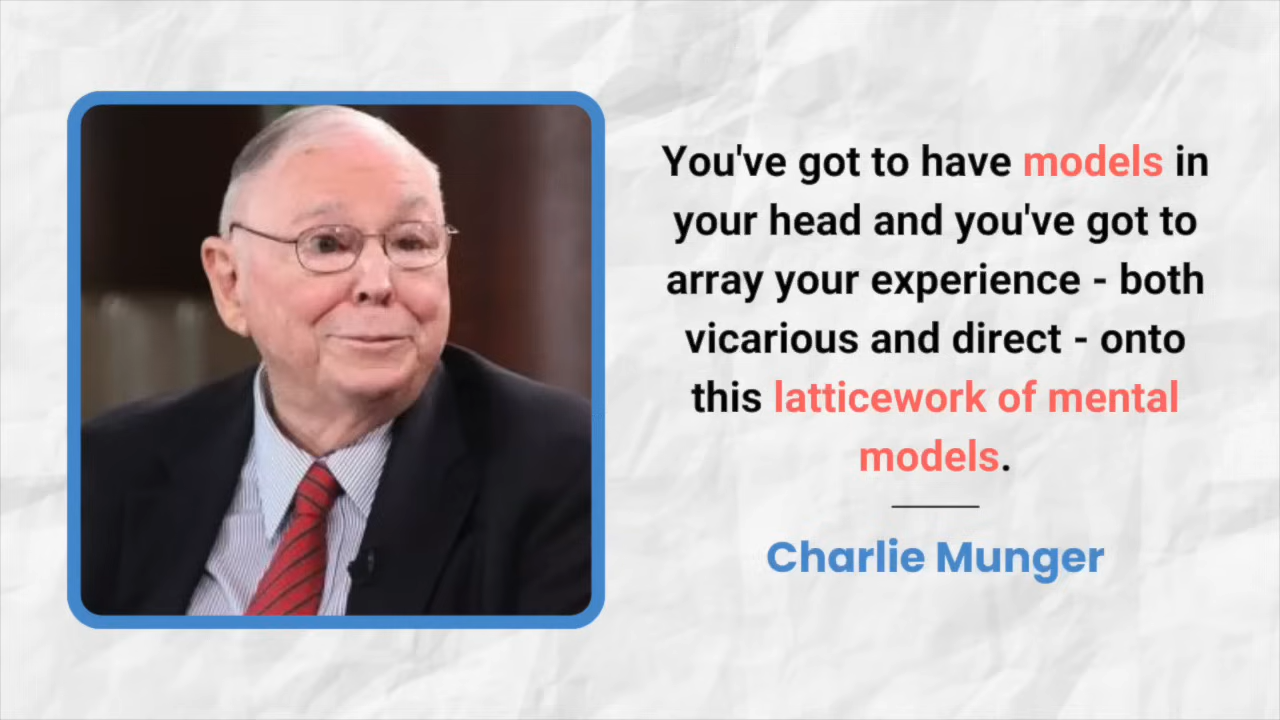 You've got to have models in
your head and you've got to
array your experience - both
vicarious and direct - onto
this latticework of mental
models.
Charlie Munger